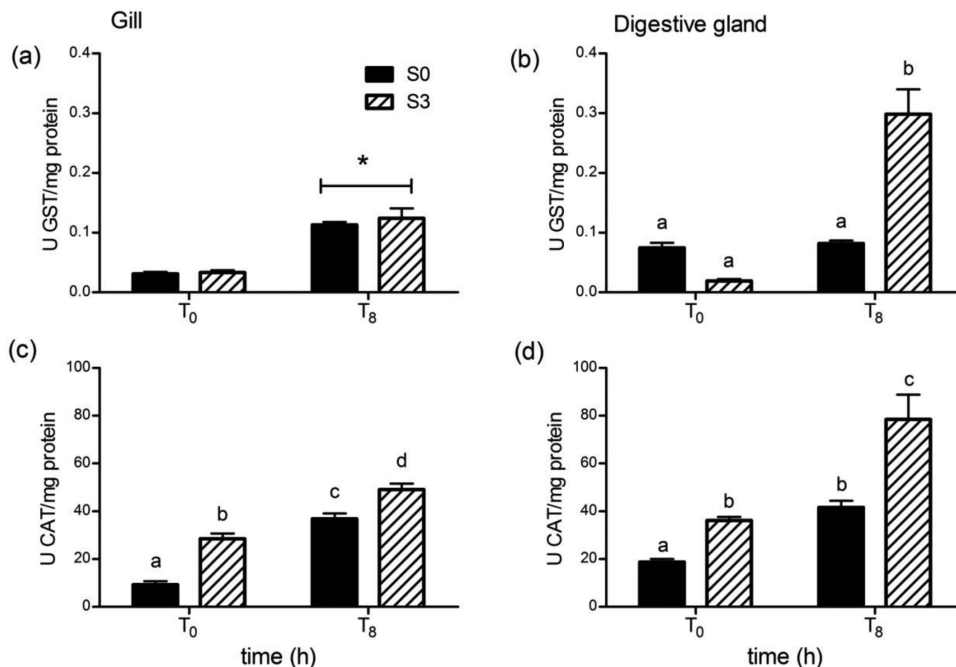 Gill
Digestive gland
(a)
U GST/mg protein
0.4
0.3
0.2
0.1
0.0
S0
S3
*
T0
T8
(b)
U GST/mg protein
0.4
0.3
0.2
0.1
0.0
a
a
a
b
T0
T8
(c)
U CAT/mg protein
100
80
60
40
20
0
a
b
c
d
T0
T8
time (h)
(d)
U CAT/mg protein
100
80
60
40
20
0
a
b
b
c
T0
T8
time (h)